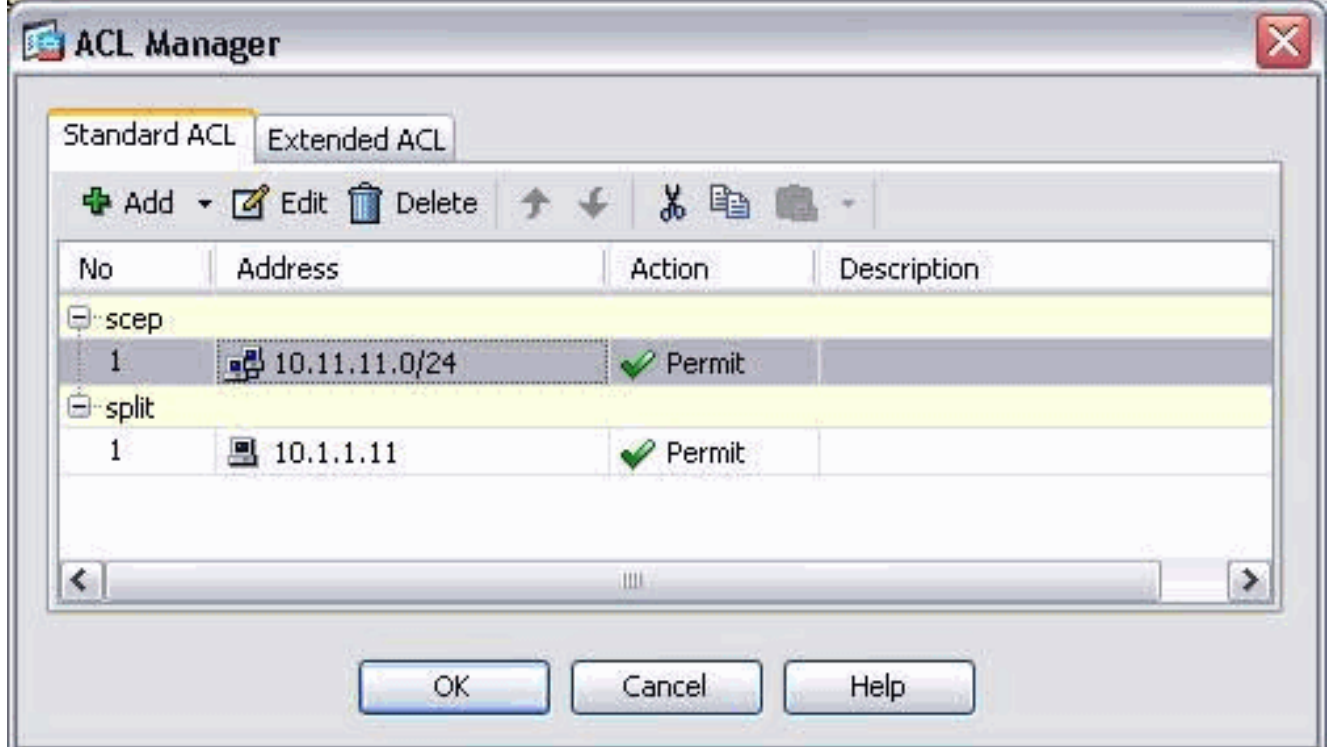 ACL Manager
Standard ACL Extended ACL
Add Edit Delete
No Address Action Description
scep
1 10.11.11.0/24 Permit
split
1 10.1.1.11 Permit
OK Cancel Help